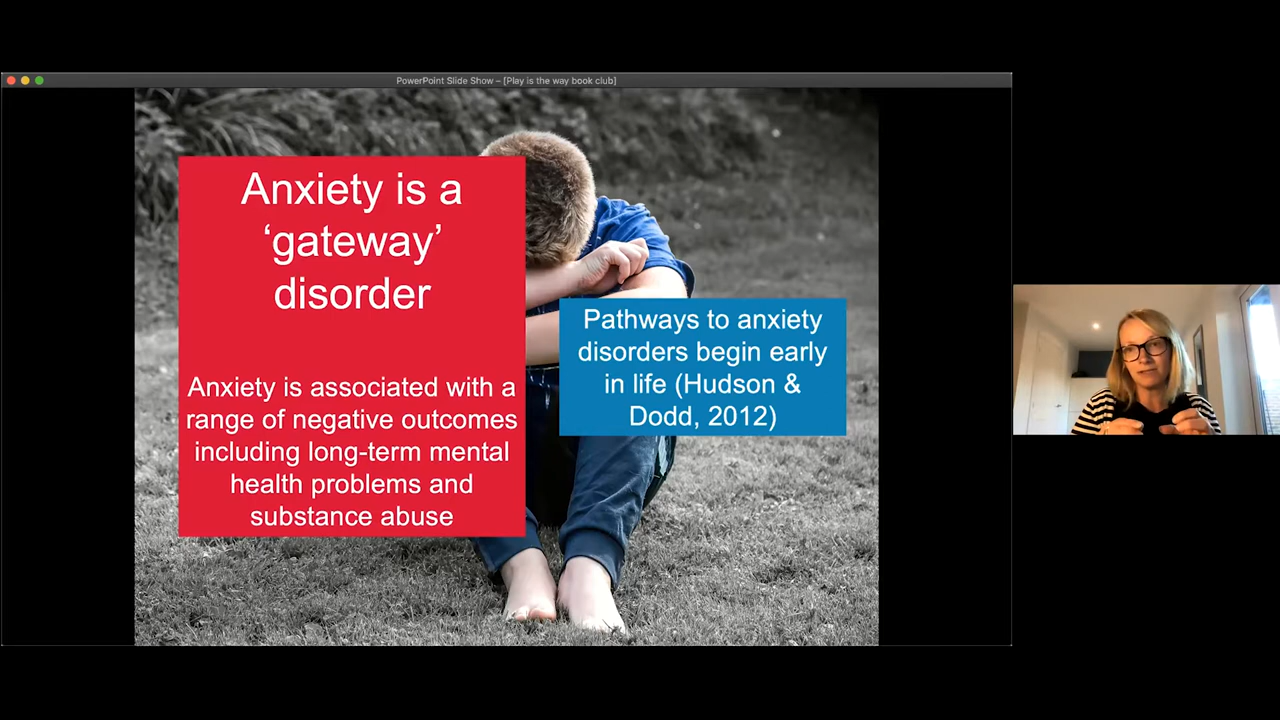 PowerPoint Slide Show – [Play is the way book club]
Anxiety is a
‘gateway’
disorder
Anxiety is associated with a
range of negative outcomes
including long-term mental
health problems and
substance abuse
Pathways to anxiety
disorders begin early
in life (Hudson &
Dodd, 2012)